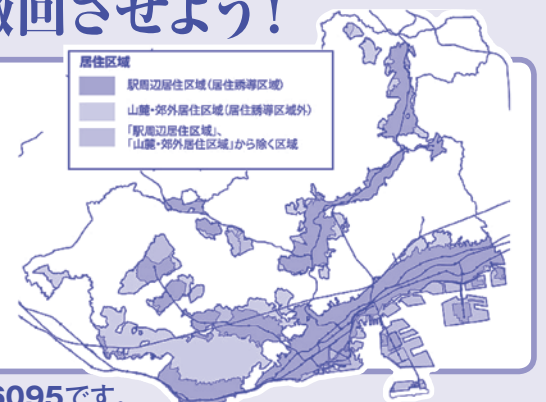 撤回させよう!
居住区域
駅周辺居住区域(居住誘導区域)
山麓・郊外居住区域(居住誘導区域外)
「駅周辺居住区域」、
「山麓・郊外居住区域」から除く区域
6095です。